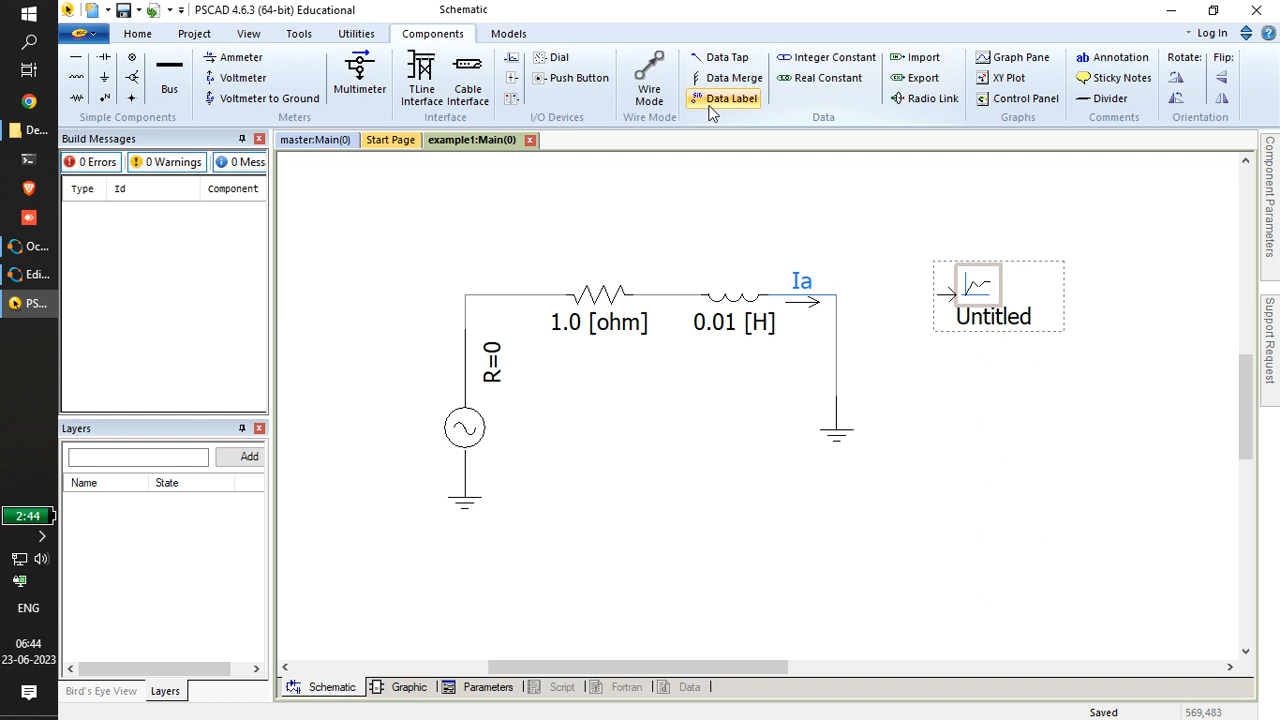 PSCAD 4.6.3 (64-bit) Educational
Schematic
Home
Project
View
Tools
Utilities
Components
Models
Log In
Bus
Simple Components
Ammeter
Voltmeter
Voltmeter to Ground
Multimeter
Meters
TLine Interface
Cable Interface
Interface
Dial
Push Button
I/O Devices
Wire Mode
Wire Mode
Data Tap
Data Merge
Data Label
Integer Constant
Real Constant
Import
Export
Radio Link
Data
Graph Pane
XY Plot
Control Panel
Graphs
Annotation
Sticky Notes
Divider
Comments
Rotate:
Flip:
Orientation
Build Messages
0 Errors
0 Warnings
0 Mess
Type
Id
Component
master:Main(0)
Start Page
example1:Main(0)
Component Parameters
Support Request
De...
Oc...
Edi...
PS...
Layers
Add
Name
State
Bird's Eye View
Layers
Ia
1.0 [ohm]
0.01 [H]
R=0
Untitled
2:44
ENG
06:44
23-06-2023
Schematic
Graphic
Parameters
Script
Fortran
Data
Saved
569,483